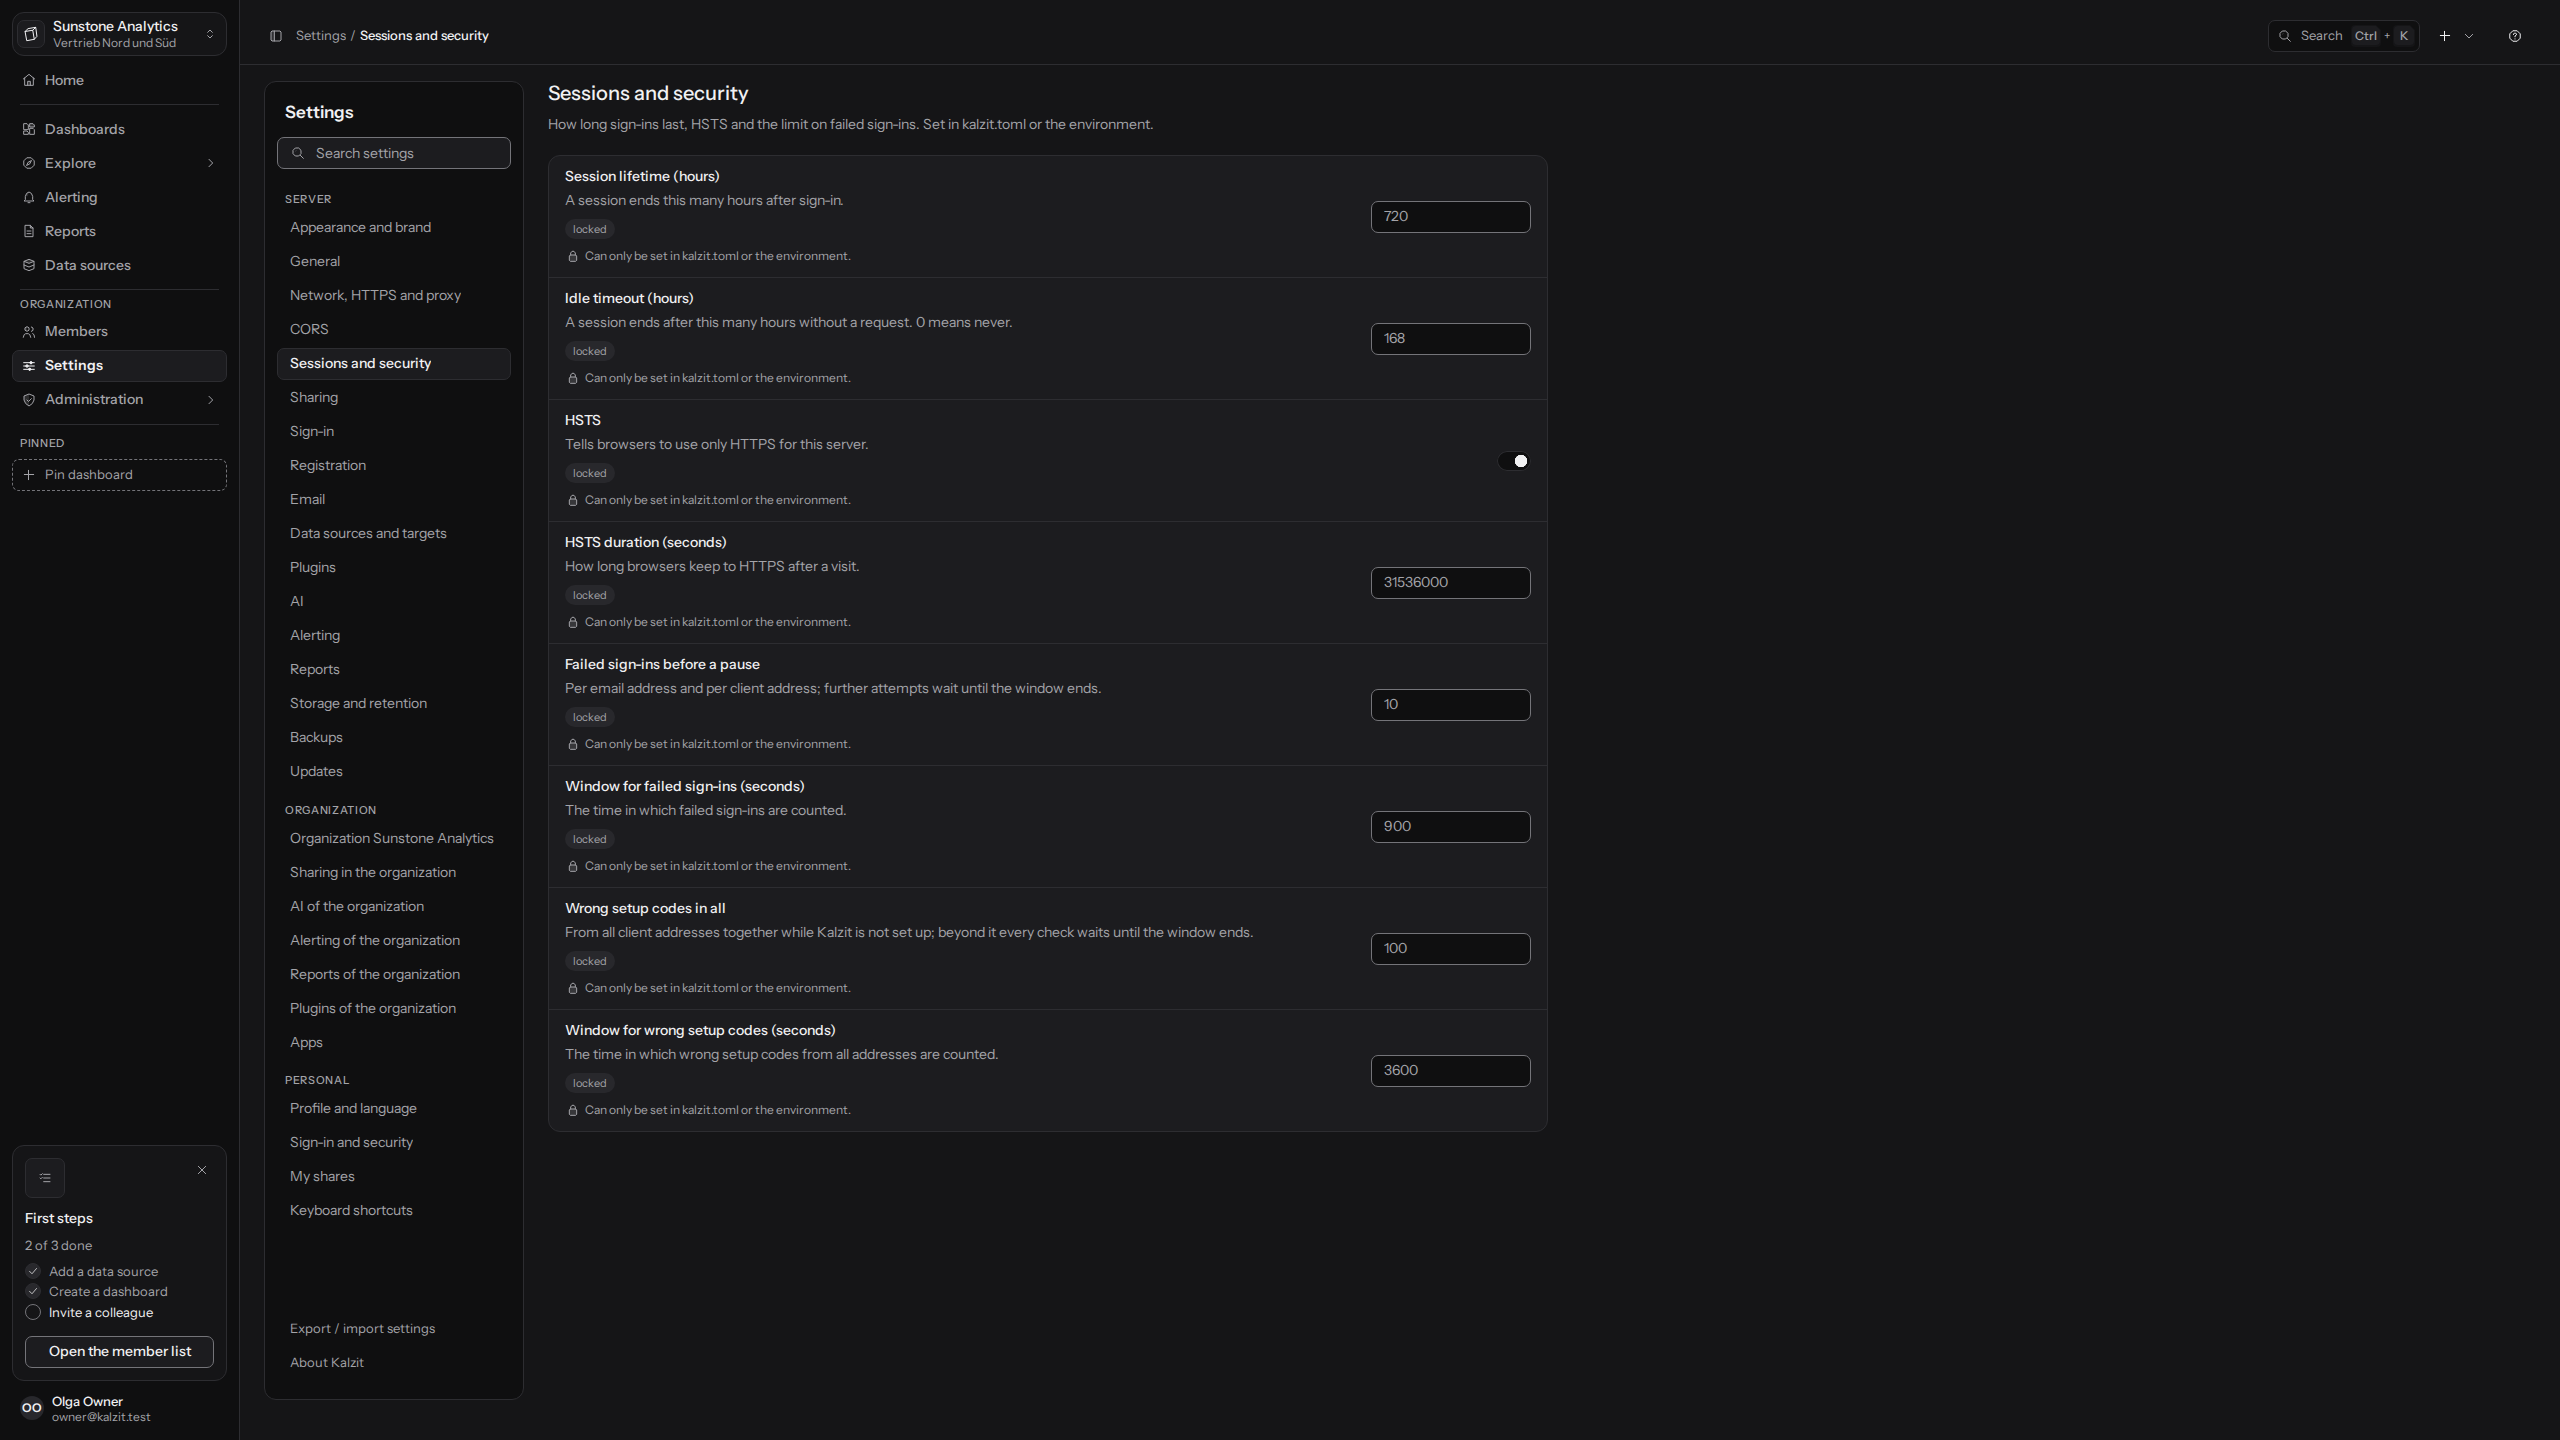 Sunstone Analytics
Vertrieb Nord und Süd
Home
Dashboards
Explore
Alerting
Reports
Data sources
ORGANIZATION
Members
Settings
Administration
PINNED
Pin dashboard
First steps
2 of 3 done
Add a data source
Create a dashboard
Invite a colleague
Open the member list
OO
Olga Owner
owner@kalzit.test
Settings / Sessions and security
Search Ctrl + K
Settings
Search settings
SERVER
Appearance and brand
General
Network, HTTPS and proxy
CORS
Sessions and security
Sharing
Sign-in
Registration
Email
Data sources and targets
Plugins
AI
Alerting
Reports
Storage and retention
Backups
Updates
ORGANIZATION
Organization Sunstone Analytics
Sharing in the organization
AI of the organization
Alerting of the organization
Reports of the organization
Plugins of the organization
Apps
PERSONAL
Profile and language
Sign-in and security
My shares
Keyboard shortcuts
Export / import settings
About Kalzit
Sessions and security
How long sign-ins last, HSTS and the limit on failed sign-ins. Set in kalzit.toml or the environment.
Session lifetime (hours)
A session ends this many hours after sign-in.
locked
Can only be set in kalzit.toml or the environment.
720
Idle timeout (hours)
A session ends after this many hours without a request. 0 means never.
locked
Can only be set in kalzit.toml or the environment.
168
HSTS
Tells browsers to use only HTTPS for this server.
locked
Can only be set in kalzit.toml or the environment.
HSTS duration (seconds)
How long browsers keep to HTTPS after a visit.
locked
Can only be set in kalzit.toml or the environment.
31536000
Failed sign-ins before a pause
Per email address and per client address; further attempts wait until the window ends.
locked
Can only be set in kalzit.toml or the environment.
10
Window for failed sign-ins (seconds)
The time in which failed sign-ins are counted.
locked
Can only be set in kalzit.toml or the environment.
900
Wrong setup codes in all
From all client addresses together while Kalzit is not set up; beyond it every check waits until the window ends.
locked
Can only be set in kalzit.toml or the environment.
100
Window for wrong setup codes (seconds)
The time in which wrong setup codes from all addresses are counted.
locked
Can only be set in kalzit.toml or the environment.
3600